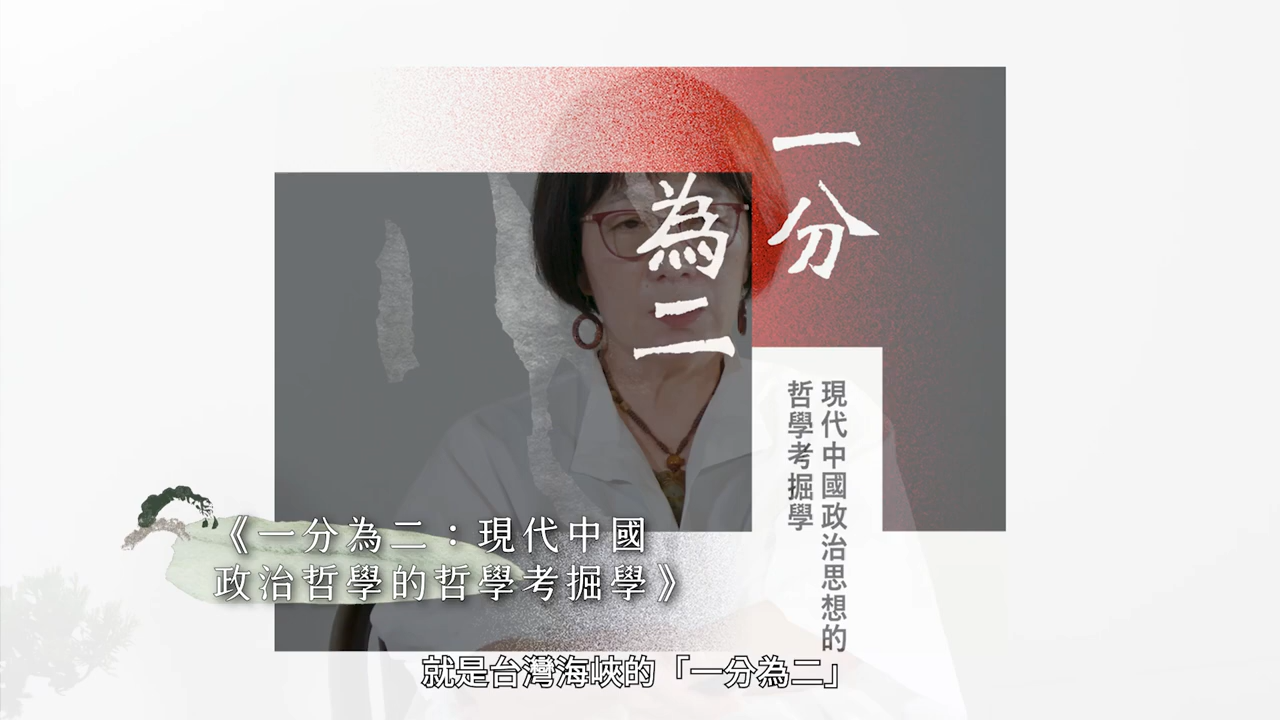 一分
為二
現代中國政治思想的
哲學考掘學
《一分為二：現代中國
政治哲學的哲學考掘學》
就是台灣海峽的「一分為二」